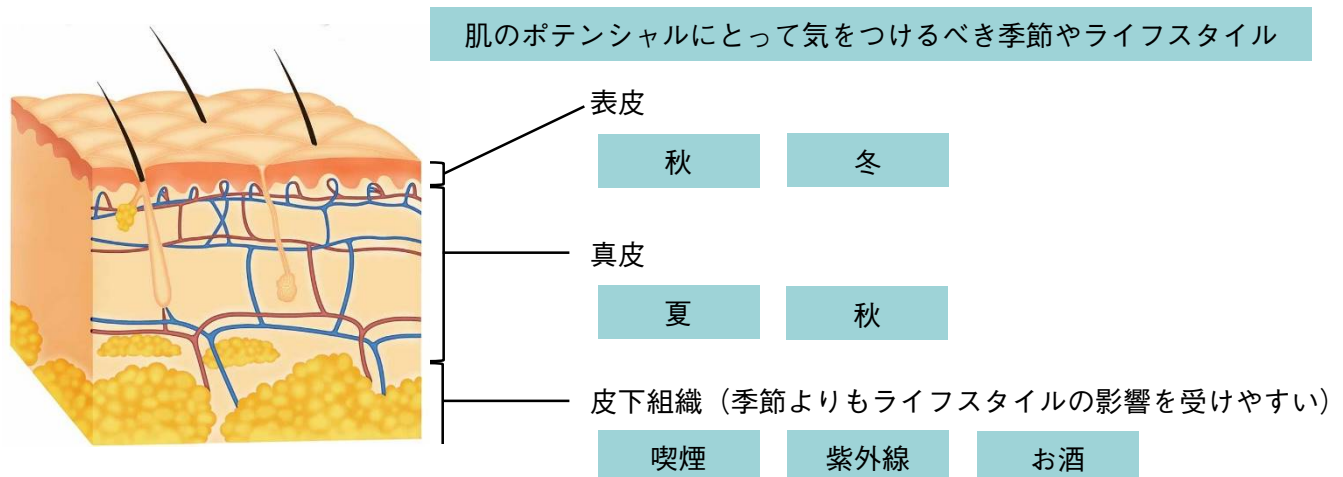 肌のポテンシャルにとって気をつけるべき季節やライフスタイル
表皮
秋 冬
真皮
夏 秋
皮下組織（季節よりもライフスタイルの影響を受けやすい）
喫煙 紫外線 お酒